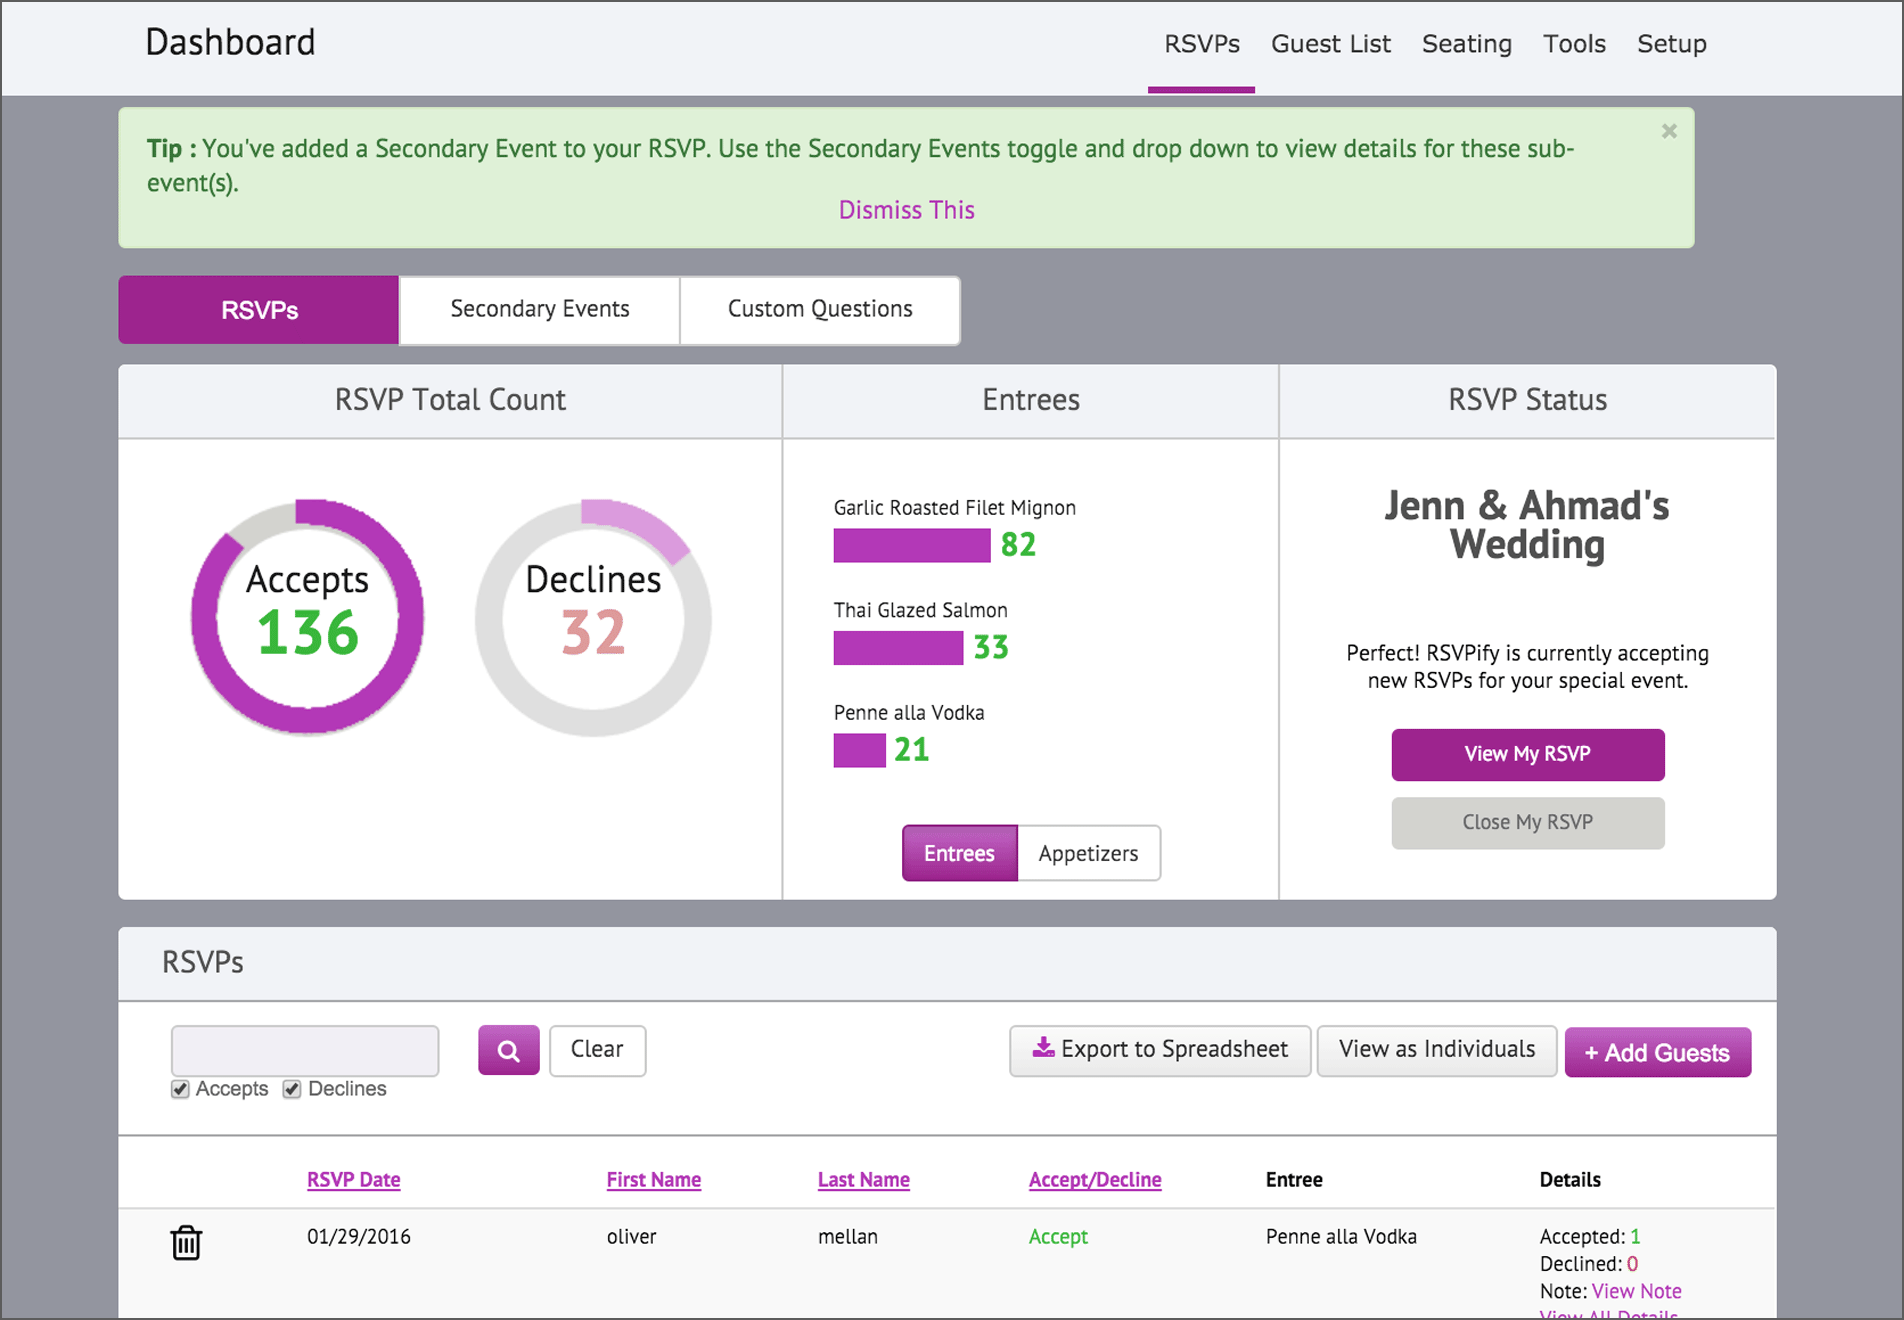 Dashboard
RSVPs Guest List Seating Tools Setup
Tip : You've added a Secondary Event to your RSVP. Use the Secondary Events toggle and drop down to view details for these sub-
event(s).
×
Dismiss This
RSVPs Secondary Events Custom Questions
RSVP Total Count
Accepts
136
Declines
32
Entrees
Garlic Roasted Filet Mignon
82
Thai Glazed Salmon
33
Penne alla Vodka
21
Entrees Appetizers
RSVP Status
Jenn & Ahmad's
Wedding
Perfect! RSVPify is currently accepting
new RSVPs for your special event.
View My RSVP
Close My RSVP
RSVPs
Clear
Export to Spreadsheet View as Individuals + Add Guests
Accepts Declines
RSVP Date First Name Last Name Accept/Decline Entree Details
01/29/2016 oliver mellan Accept Penne alla Vodka Accepted: 1
Declined: 0
Note: View Note
View All Details